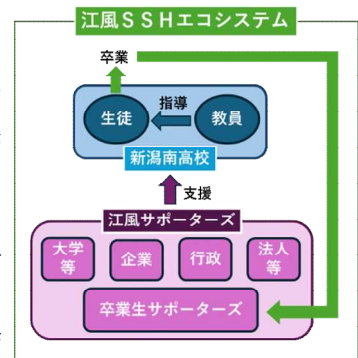 江風ＳＳＨエコシステム
卒業
指導
生徒
教員
新潟南高校
支援
江風サポーターズ
大学
等
企業
行政
法人
等
卒業生サポーターズ